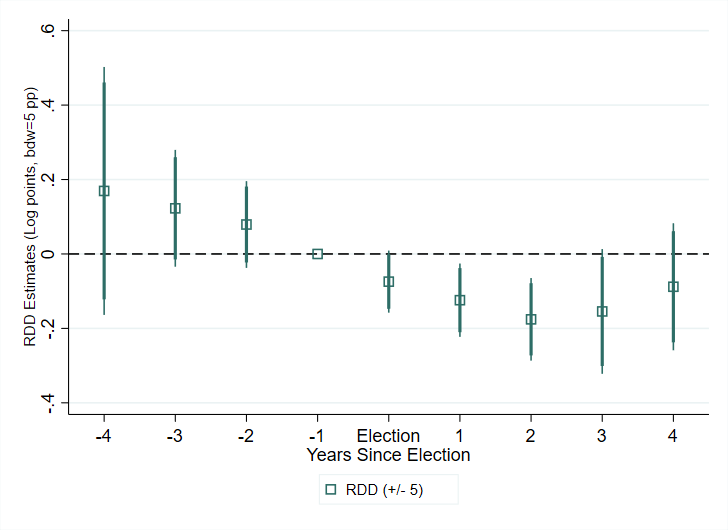 RDD Estimates (Log points, bdw=5 pp)
.6
.4
.2
0
-.2
-.4
-4 -3 -2 -1 Election 1 2 3 4
Years Since Election
RDD (+/- 5)